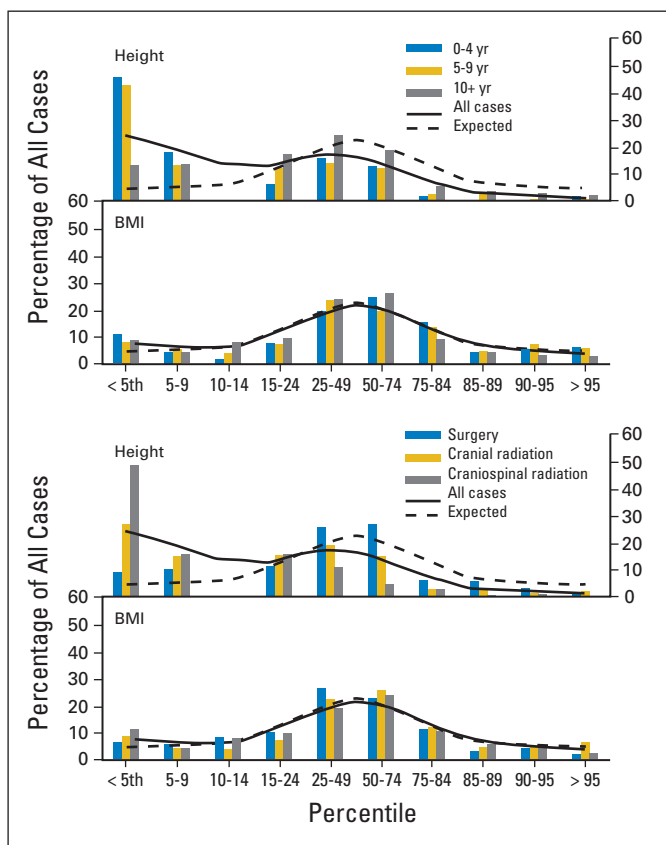 Height
0-4 yr
5-9 yr
10+ yr
All cases
Expected
60
50
40
30
20
10
0
Percentage of All Cases
BMI
60
50
40
30
20
10
0
< 5th 5-9 10-14 15-24 25-49 50-74 75-84 85-89 90-95 > 95
Height
Surgery
Cranial radiation
Craniospinal radiation
All cases
Expected
60
50
40
30
20
10
0
Percentage of All Cases
BMI
60
50
40
30
20
10
0
< 5th 5-9 10-14 15-24 25-49 50-74 75-84 85-89 90-95 > 95
Percentile